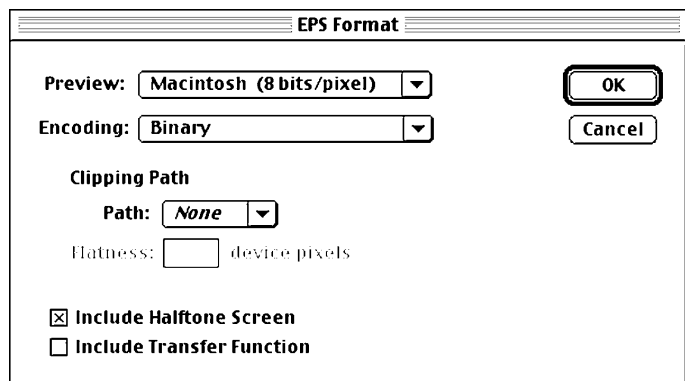 EPS Format
Preview: Macintosh (8 bits/pixel) OK
Encoding: Binary Cancel
Clipping Path
Path: None
Flatness: device pixels
Include Halftone Screen
Include Transfer Function